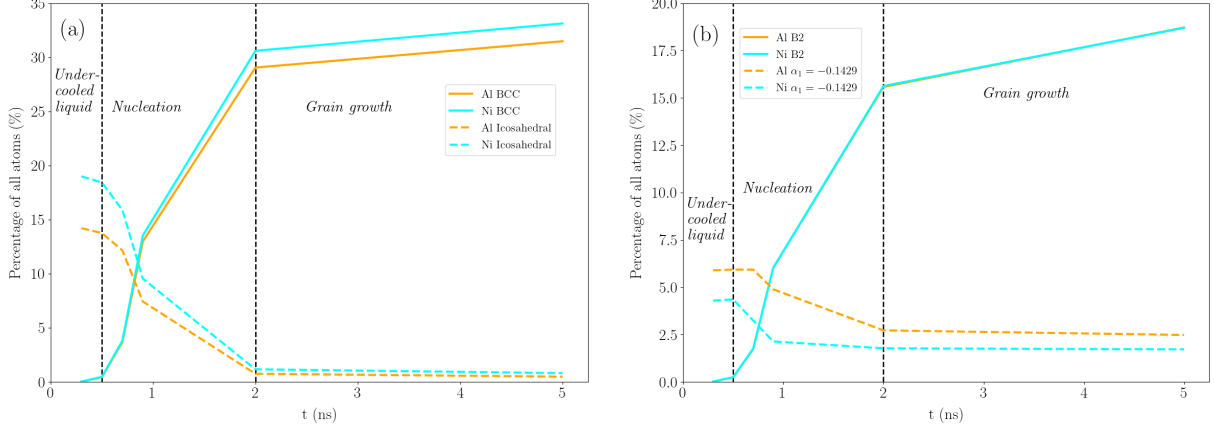 (a)
35
30
25
20
15
10
5
0
Percentage of all atoms (%)
Under-
cooled
liquid
Nucleation
Grain growth
Al BCC
Ni BCC
Al Icosahedral
Ni Icosahedral
0 1 2 3 4 5
t (ns)
(b)
20.0
17.5
15.0
12.5
10.0
7.5
5.0
2.5
0.0
Percentage of all atoms (%)
Under-
cooled
liquid
Nucleation
Grain growth
Al B2
Ni B2
Al α₁ = −0.1429
Ni α₁ = −0.1429
0 1 2 3 4 5
t (ns)